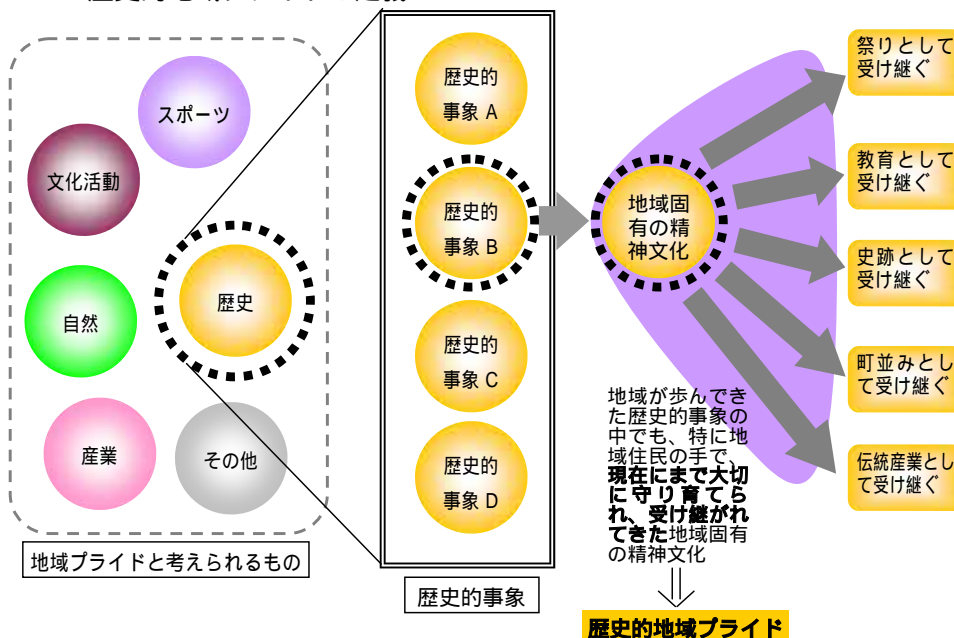 スポーツ
文化活動
自然
歴史
産業
その他
地域プライドと考えられるもの
歴史的
事象 A
歴史的
事象 B
歴史的
事象 C
歴史的
事象 D
歴史的事象
地域固
有の精
神文化
祭りとして
受け継ぐ
教育として
受け継ぐ
史跡として
受け継ぐ
町並みとし
て受け継ぐ
伝統産業とし
て受け継ぐ
地域が歩んでき
た歴史的事象の
中でも、特に地
域住民の手で、
現在にまで大切
に守り育てら
れ、受け継がれ
てきた地域固有
の精神文化
歴史的地域プライド